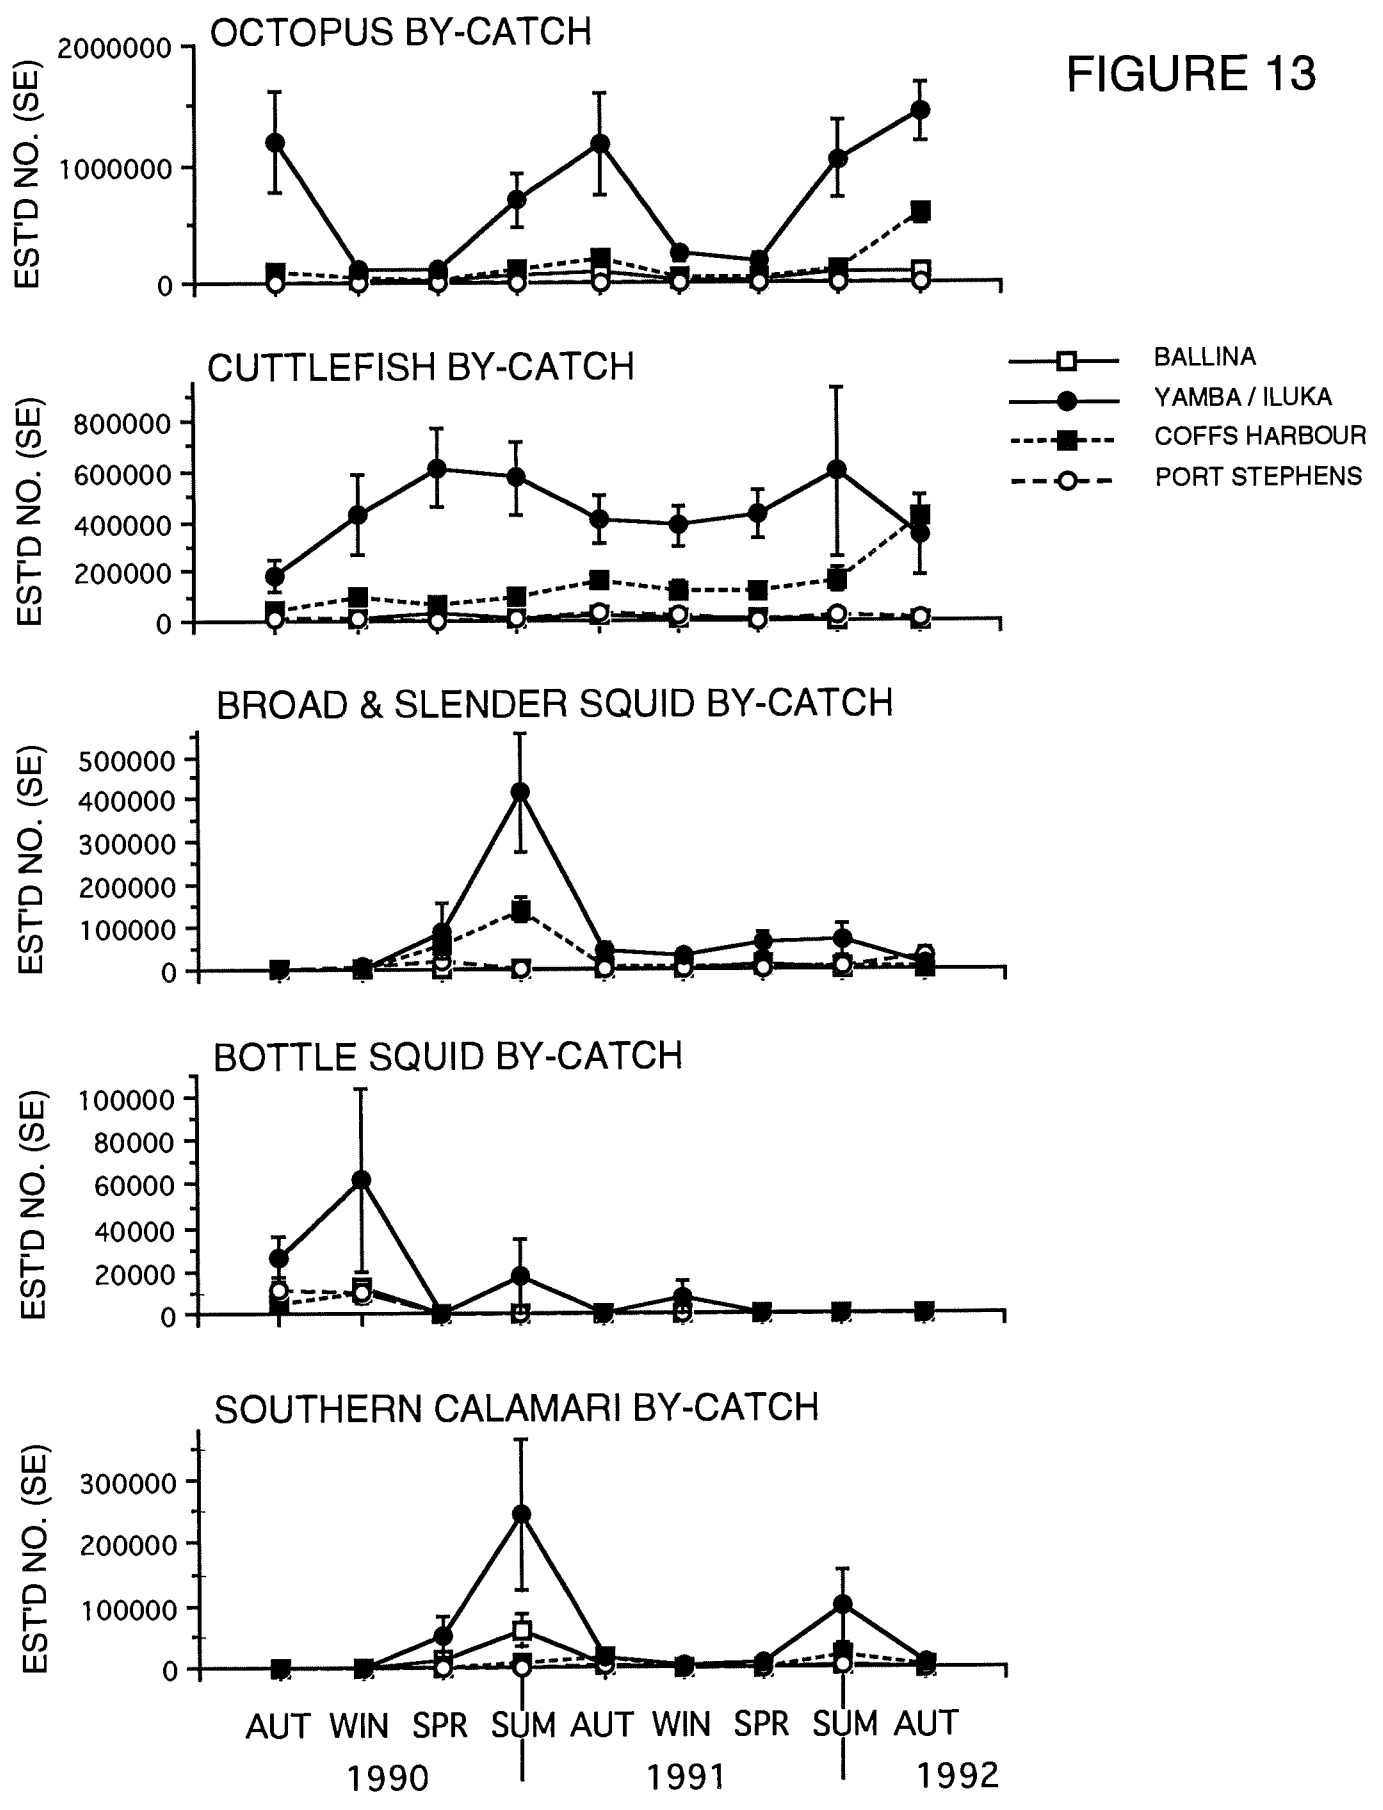 OCTOPUS BY-CATCH
FIGURE 13
EST'D NO. (SE)
2000000
1000000
0
CUTTLEFISH BY-CATCH
EST'D NO. (SE)
800000
600000
400000
200000
0
BALLINA
YAMBA / ILUKA
COFFS HARBOUR
PORT STEPHENS
BROAD & SLENDER SQUID BY-CATCH
EST'D NO. (SE)
500000
400000
300000
200000
100000
0
BOTTLE SQUID BY-CATCH
EST'D NO. (SE)
100000
80000
60000
40000
20000
0
SOUTHERN CALAMARI BY-CATCH
EST'D NO. (SE)
300000
200000
100000
0
AUT WIN SPR SUM AUT WIN SPR SUM AUT
1990 1991 1992